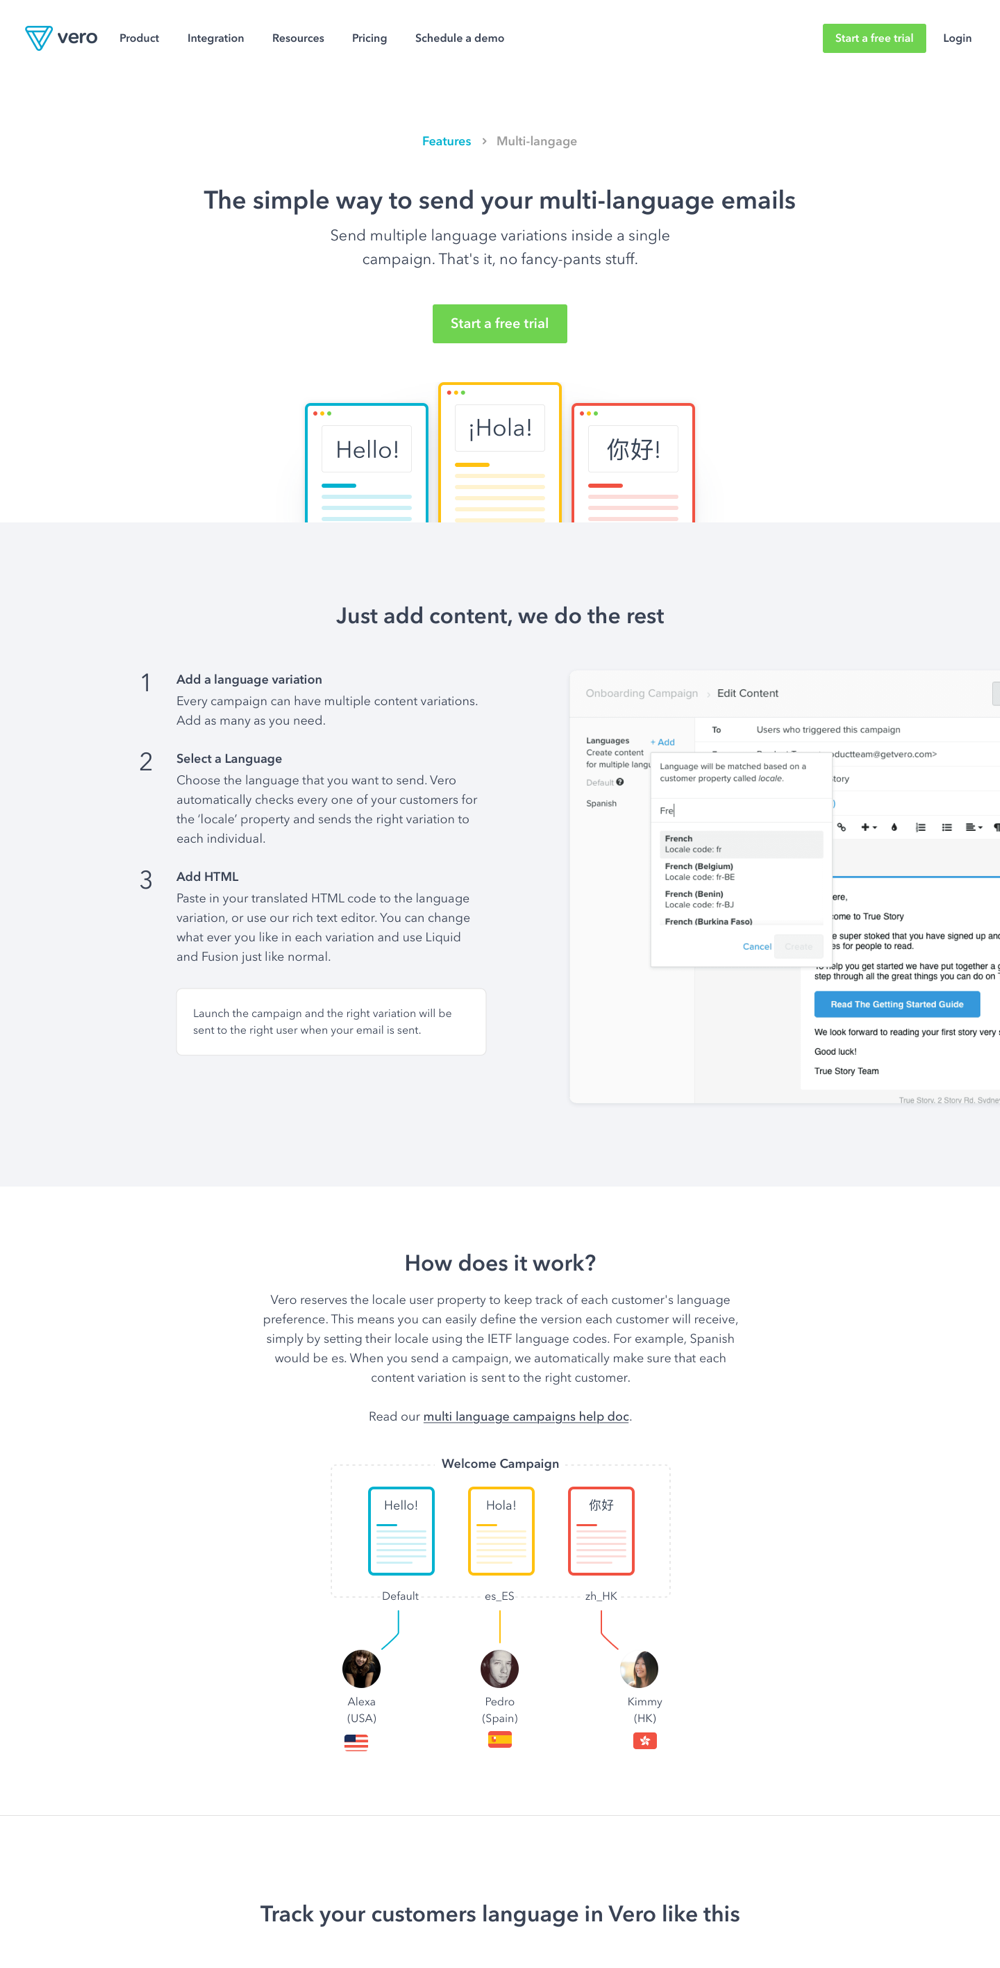 vero
Product
Integration
Resources
Pricing
Schedule a demo
Start a free trial
Login
Features
Multi-langage
The simple way to send your multi-language emails
Send multiple language variations inside a single
campaign. That's it, no fancy-pants stuff.
Start a free trial
Hello!
¡Hola!
你好!
Just add content, we do the rest
1
Add a language variation
Every campaign can have multiple content variations.
Add as many as you need.
2
Select a Language
Choose the language that you want to send. Vero
automatically checks every one of your customers for
the ‘locale’ property and sends the right variation to
each individual.
3
Add HTML
Paste in your translated HTML code to the language
variation, or use our rich text editor. You can change
what ever you like in each variation and use Liquid
and Fusion just like normal.
Launch the campaign and the right variation will be
sent to the right user when your email is sent.
Onboarding Campaign
Edit Content
Languages
+ Add
Create content
for multiple
Default
Spanish
To
Users who triggered this campaign
oductteam@getvero.com>
tory
Language will be matched based on a
customer property called locale.
Fre
French
Locale code: fr
French (Belgium)
Locale code: fr-BE
French (Benin)
Locale code: fr-BJ
French (Burkina Faso)
Cancel
Create
ere,
come to True Story
e super stoked that you have signed up and
es for people to read.
help you get started we have put together a
step through all the great things you can do on
Read The Getting Started Guide
We look forward to reading your first story very
Good luck!
True Story Team
True Story, 2 Story Rd, Sydney
How does it work?
Vero reserves the locale user property to keep track of each customer's language
preference. This means you can easily define the version each customer will receive,
simply by setting their locale using the IETF language codes. For example, Spanish
would be es. When you send a campaign, we automatically make sure that each
content variation is sent to the right customer.
Read our multi language campaigns help doc.
Welcome Campaign
Hello!
Hola!
你好
Default
es_ES
zh_HK
Alexa
(USA)
Pedro
(Spain)
Kimmy
(HK)
Track your customers language in Vero like this